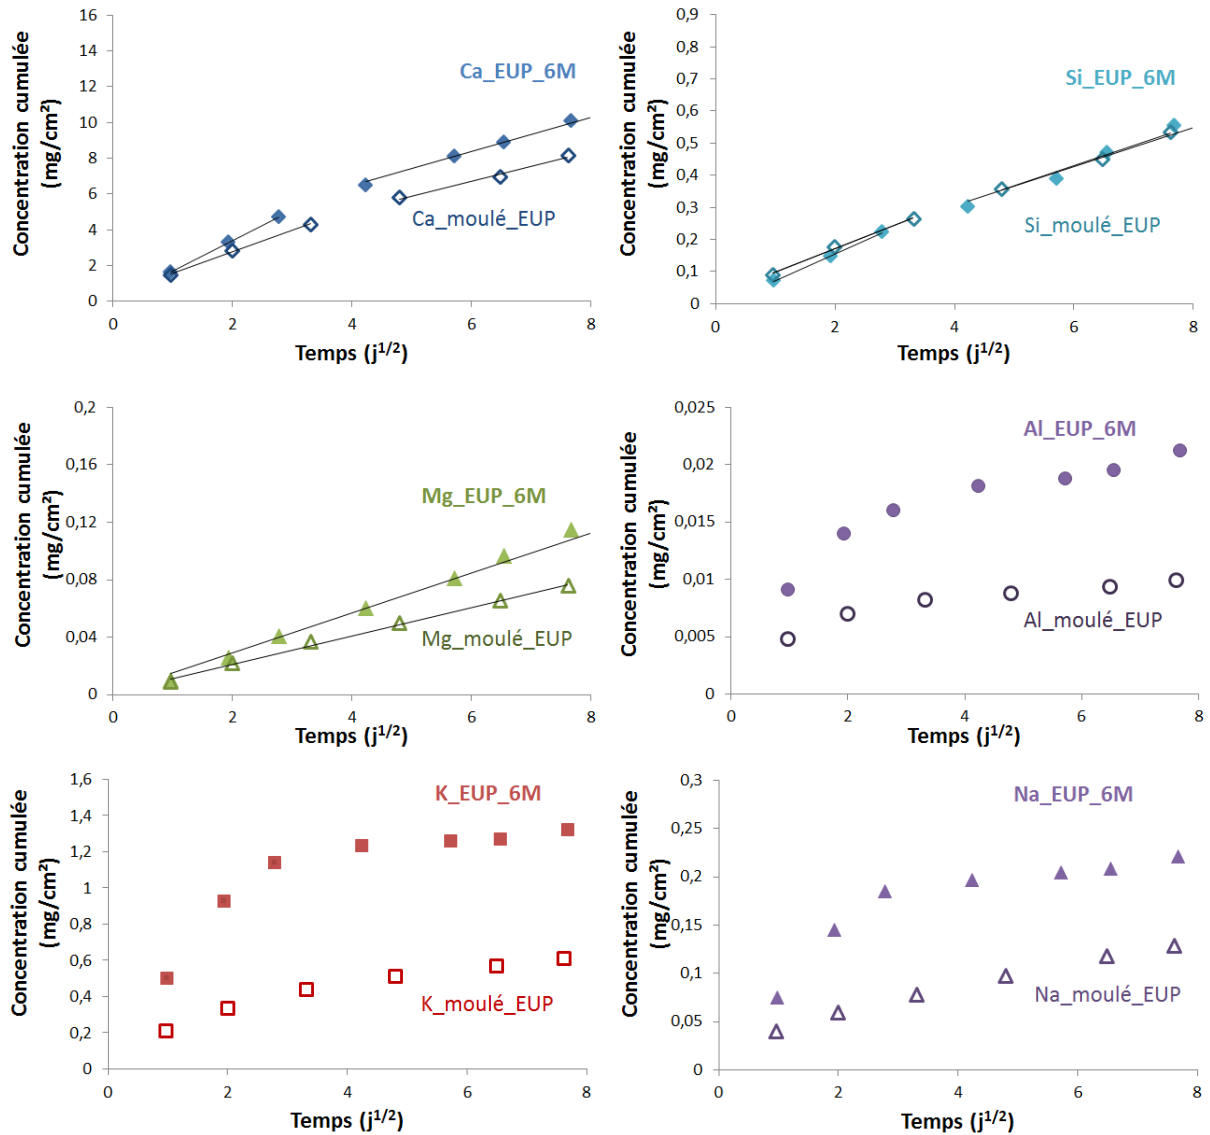 Concentration cumulée
(mg/cm²)
16
14
12
10
8
6
4
2
0
Ca_EUP_6M
Ca_moulé_EUP
0 2 4 6 8
Temps (j^1/2)
Concentration cumulée
(mg/cm²)
0,9
0,8
0,7
0,6
0,5
0,4
0,3
0,2
0,1
0
Si_EUP_6M
Si_moulé_EUP
0 2 4 6 8
Temps (j^1/2)
Concentration cumulée
(mg/cm²)
0,2
0,16
0,12
0,08
0,04
0
Mg_EUP_6M
Mg_moulé_EUP
0 2 4 6 8
Temps (j^1/2)
Concentration cumulée
(mg/cm²)
0,025
0,02
0,015
0,01
0,005
0
Al_EUP_6M
Al_moulé_EUP
0 2 4 6 8
Temps (j^1/2)
Concentration cumulée
(mg/cm²)
1,6
1,4
1,2
1
0,8
0,6
0,4
0,2
0
K_EUP_6M
K_moulé_EUP
0 2 4 6 8
Temps (j^1/2)
Concentration cumulée
(mg/cm²)
0,3
0,25
0,2
0,15
0,1
0,05
0
Na_EUP_6M
Na_moulé_EUP
0 2 4 6 8
Temps (j^1/2)